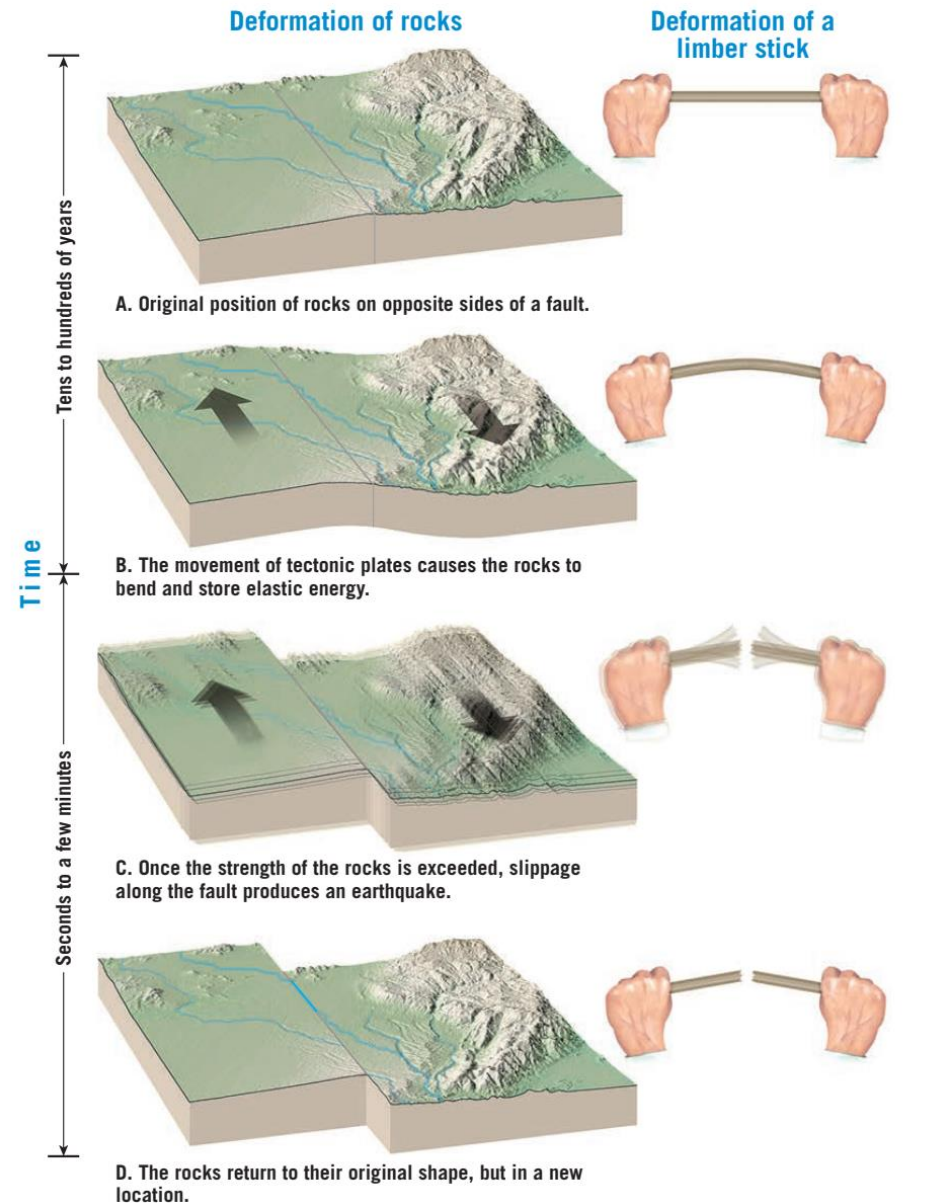 Deformation of rocks
Deformation of a
limber stick
Tens to hundreds of years
A. Original position of rocks on opposite sides of a fault.
B. The movement of tectonic plates causes the rocks to
bend and store elastic energy.
Time
Seconds to a few minutes
C. Once the strength of the rocks is exceeded, slippage
along the fault produces an earthquake.
D. The rocks return to their original shape, but in a new
location.